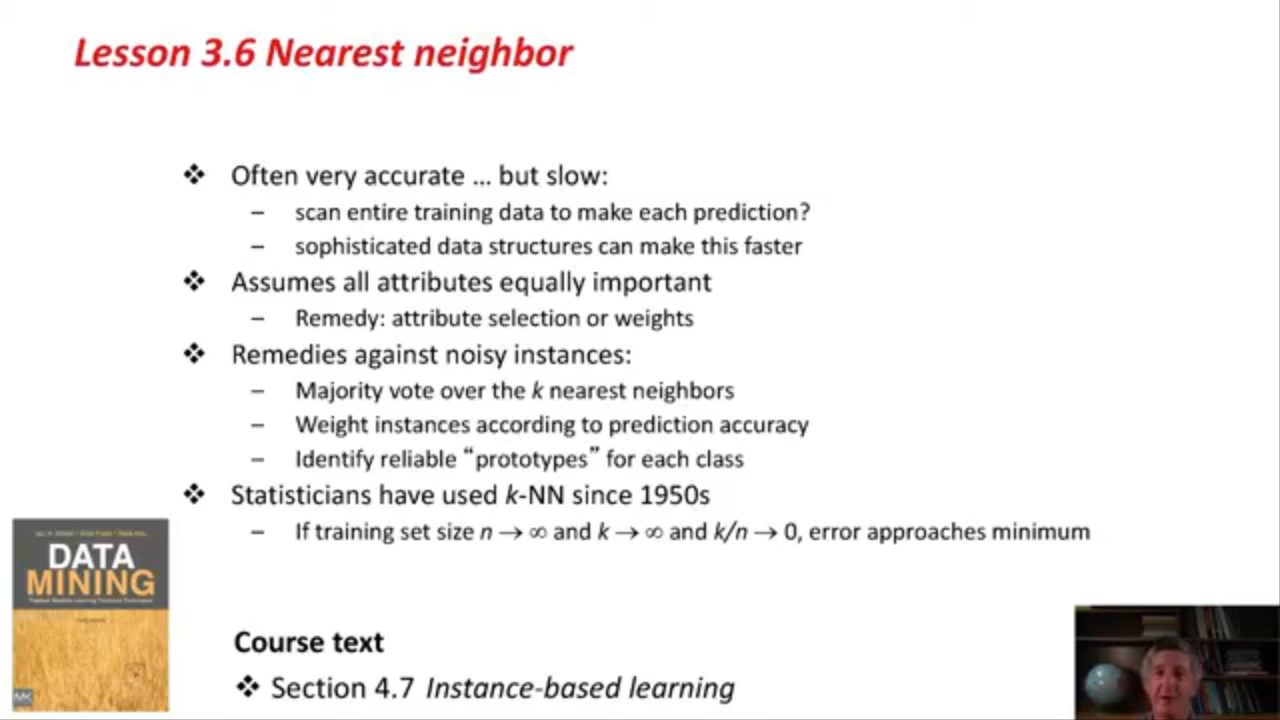 Lesson 3.6 Nearest neighbor
❖ Often very accurate … but slow:
– scan entire training data to make each prediction?
– sophisticated data structures can make this faster
❖ Assumes all attributes equally important
– Remedy: attribute selection or weights
❖ Remedies against noisy instances:
– Majority vote over the k nearest neighbors
– Weight instances according to prediction accuracy
– Identify reliable “prototypes” for each class
❖ Statisticians have used k-NN since 1950s
– If training set size n → ∞ and k → ∞ and k/n → 0, error approaches minimum
DATA
MINING
MK
Course text
❖ Section 4.7 Instance-based learning